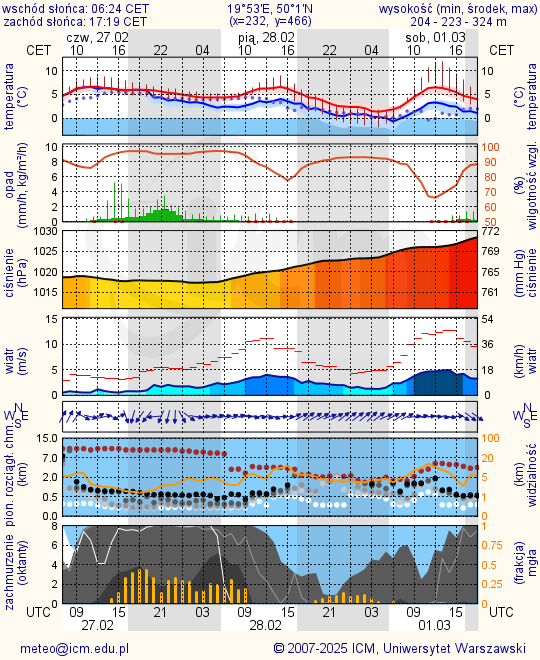 wschód słońca: 06:24 CET 19°53'E, 50°1'N wysokość (min, środek, max)
zachód słońca: 17:19 CET (x=232, y=466) 204 - 223 - 324 m
czw, 27.02 pią, 28.02 sob, 01.03
CET 10 16 22 04 10 16 22 04 10 16 CET
temperatura (°C)
10 10
5 5
0 0
temperatura (°C)
opad (mm/h, kg/m²/h)
10 100
8 90
6 80
4 70
2 60
0 50
wilgotność wzgl. (%)
ciśnienie (hPa)
1030 772
1025 769
1020 765
1015 761
ciśnienie (mm Hg)
wiatr (m/s)
15 54
10 36
5 18
0 0
wiatr (km/h)
N W E S
N W E S
pion. rozciągł. chm. (km)
15.0 100
7.0 20
2.0 5
0.5 1
0.0 0
widzialność (km)
zachmurzenie (oktanty)
8 1
6 0.75
4 0.5
2 0.25
0 0
mgła (frakcja)
UTC 09 15 21 03 09 15 21 03 09 15 UTC
27.02 28.02 01.03
meteo@icm.edu.pl © 2007-2025 ICM, Uniwersytet Warszawski